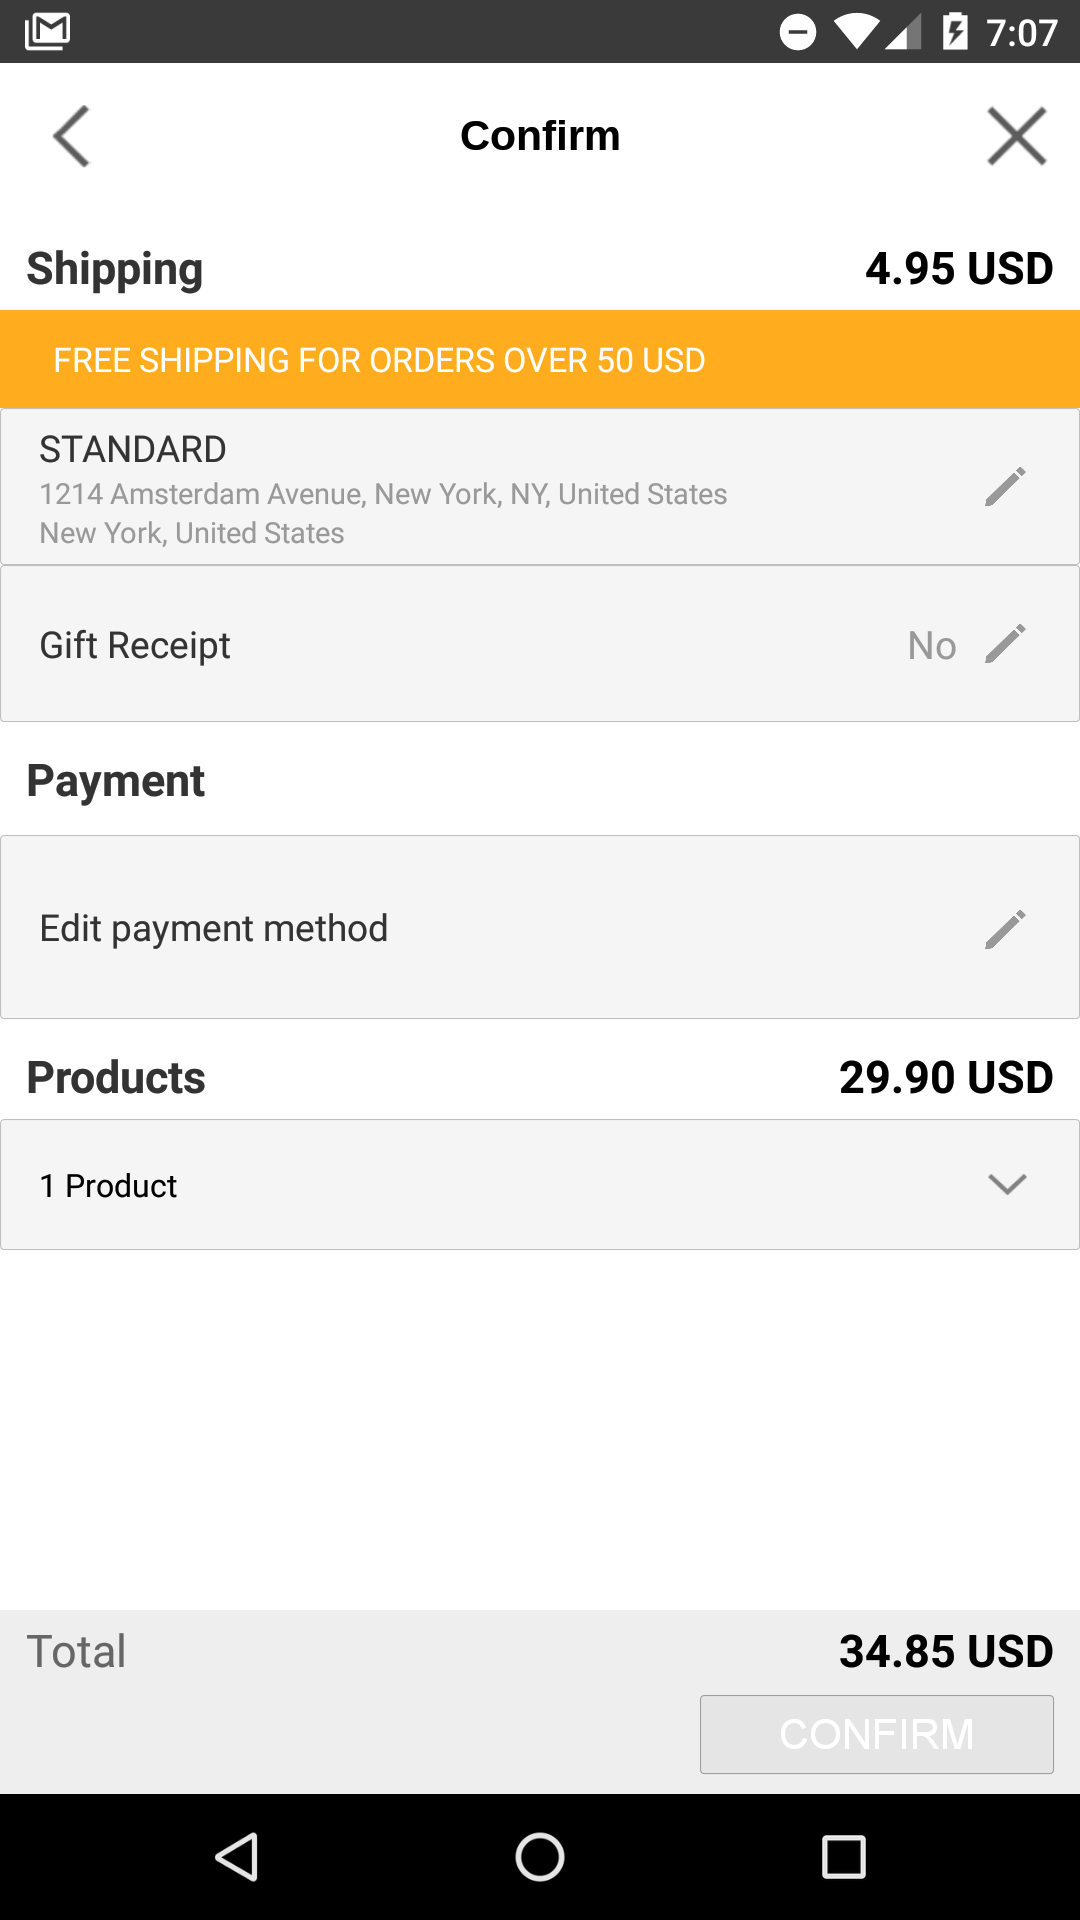 7:07
Confirm
Shipping 4.95 USD
FREE SHIPPING FOR ORDERS OVER 50 USD
STANDARD
1214 Amsterdam Avenue, New York, NY, United States
New York, United States
Gift Receipt No
Payment
Edit payment method
Products 29.90 USD
1 Product
Total 34.85 USD
CONFIRM